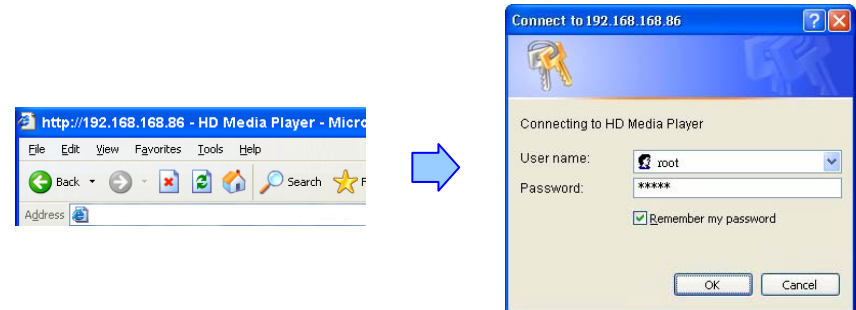 http://192.168.168.86 - HD Media Player - Micro
File Edit View Favorites Tools Help
Back Search F
Address
Connect to 192.168.168.86
Connecting to HD Media Player
User name: root
Password: *****
Remember my password
OK Cancel